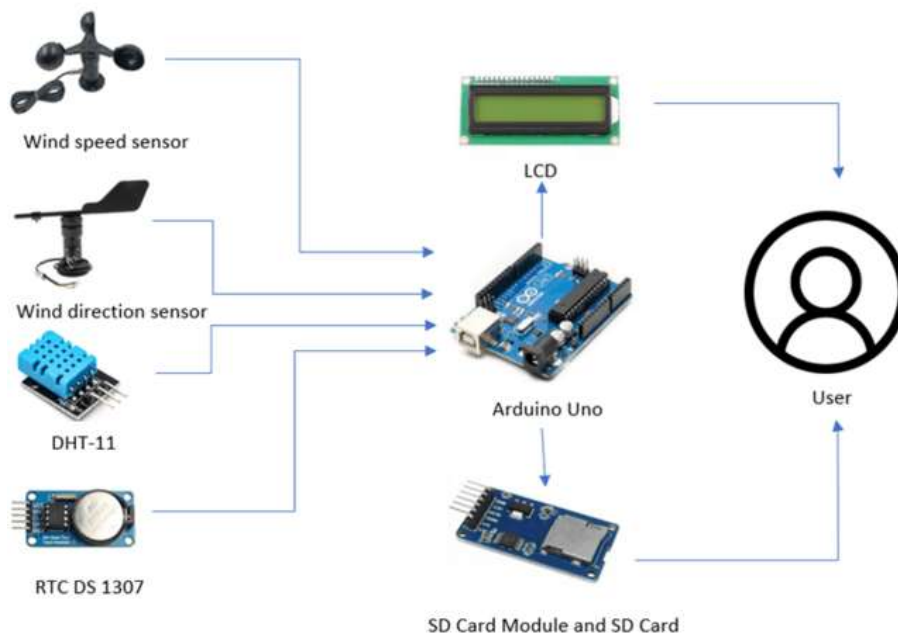 Wind speed sensor
LCD
Wind direction sensor
DHT-11
Arduino Uno
User
RTC DS 1307
SD Card Module and SD Card